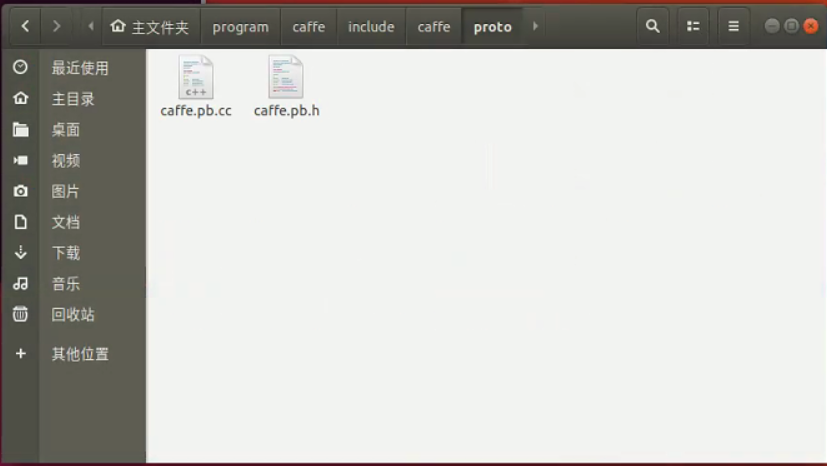 主文件夹 program caffe include caffe proto
最近使用
主目录
桌面
视频
图片
文档
下载
音乐
回收站
其他位置
C++
caffe.pb.cc caffe.pb.h